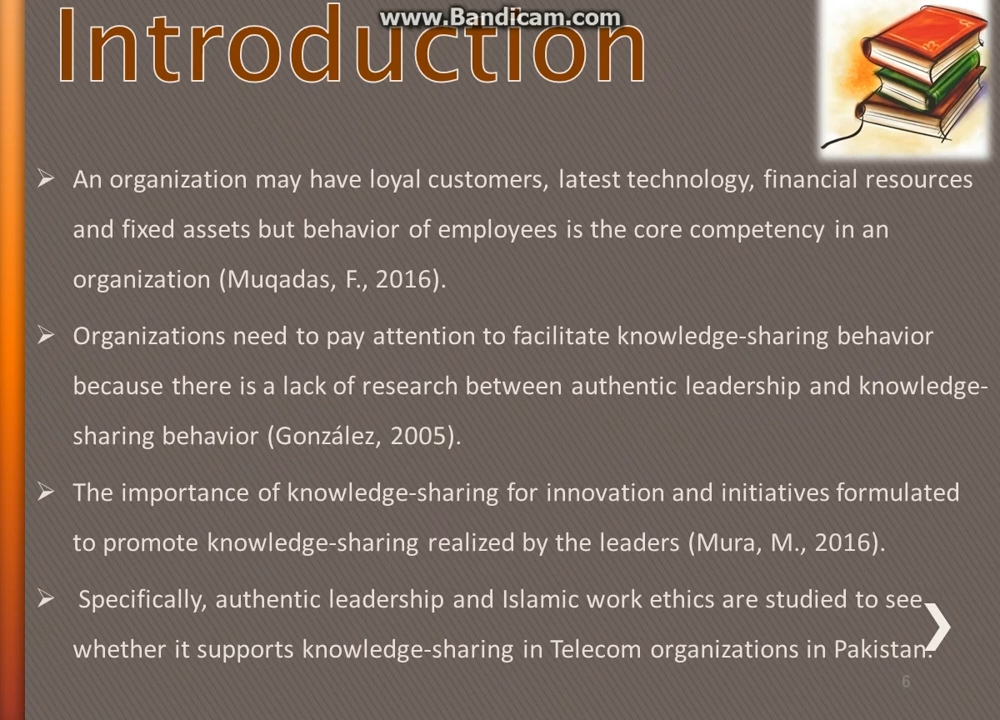 www.Bandicam.com
Introduction
➢ An organization may have loyal customers, latest technology, financial resources
and fixed assets but behavior of employees is the core competency in an
organization (Muqadas, F., 2016).
➢ Organizations need to pay attention to facilitate knowledge-sharing behavior
because there is a lack of research between authentic leadership and knowledge-
sharing behavior (González, 2005).
➢ The importance of knowledge-sharing for innovation and initiatives formulated
to promote knowledge-sharing realized by the leaders (Mura, M., 2016).
➢ Specifically, authentic leadership and Islamic work ethics are studied to see
whether it supports knowledge-sharing in Telecom organizations in Pakistan.
6